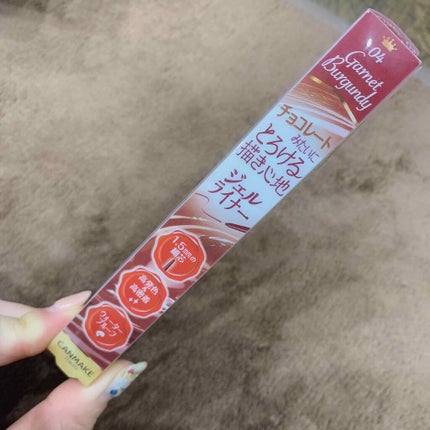 04
Garnet
Burgundy
チョコレート
みたいに
とろける
描き心地
ジェル
ライナー
1.5mmの
細芯
高発色
&
高密着
ウォーター
プルーフ
CANMAKE